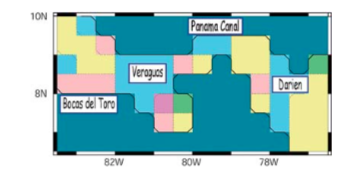 10N
Panama Canal
Veraguas
Darien
8N
Bocas del Toro
82W 80W 78W